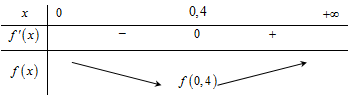 x 0 0,4 +∞
f'(x) − 0 +
f(x) f(0,4)